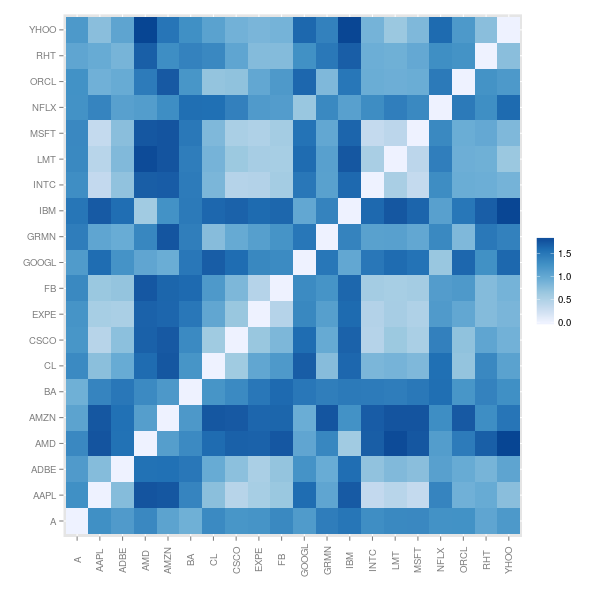 YHOO
RHT
ORCL
NFLX
MSFT
LMT
INTC
IBM
GRMN
GOOGL
FB
EXPE
CSCO
CL
BA
AMZN
AMD
ADBE
AAPL
A
1.5
1.0
0.5
0.0
A AAPL ADBE AMD AMZN BA CL CSCO EXPE FB GOOGL GRMN IBM INTC LMT MSFT NFLX ORCL RHT YHOO